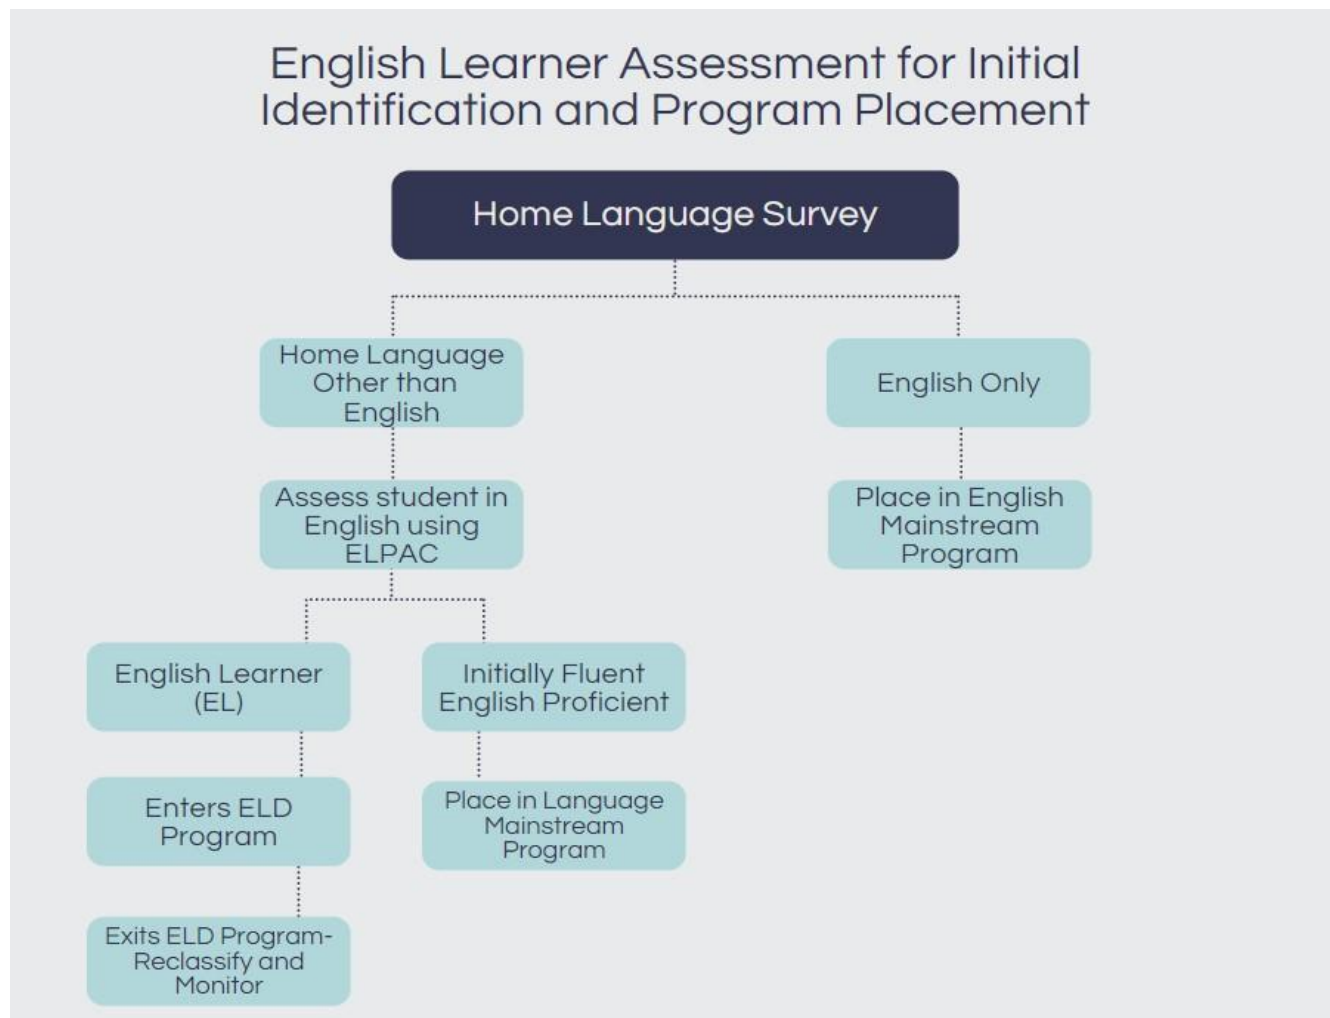 English Learner Assessment for Initial
Identification and Program Placement
Home Language Survey
Home Language
Other than
English
English Only
Assess student in
English using
ELPAC
Place in English
Mainstream
Program
English Learner
(EL)
Initially Fluent
English Proficient
Enters ELD
Program
Place in Language
Mainstream
Program
Exits ELD Program-
Reclassify and
Monitor